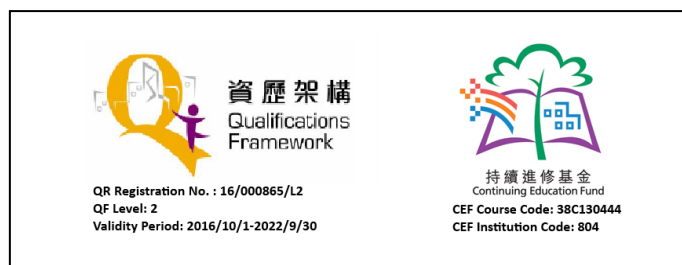 資歷架構
Qualifications
Framework
QR Registration No. : 16/000865/L2
QF Level: 2
Validity Period: 2016/10/1-2022/9/30
持續進修基金
Continuing Education Fund
CEF Course Code: 38C130444
CEF Institution Code: 804